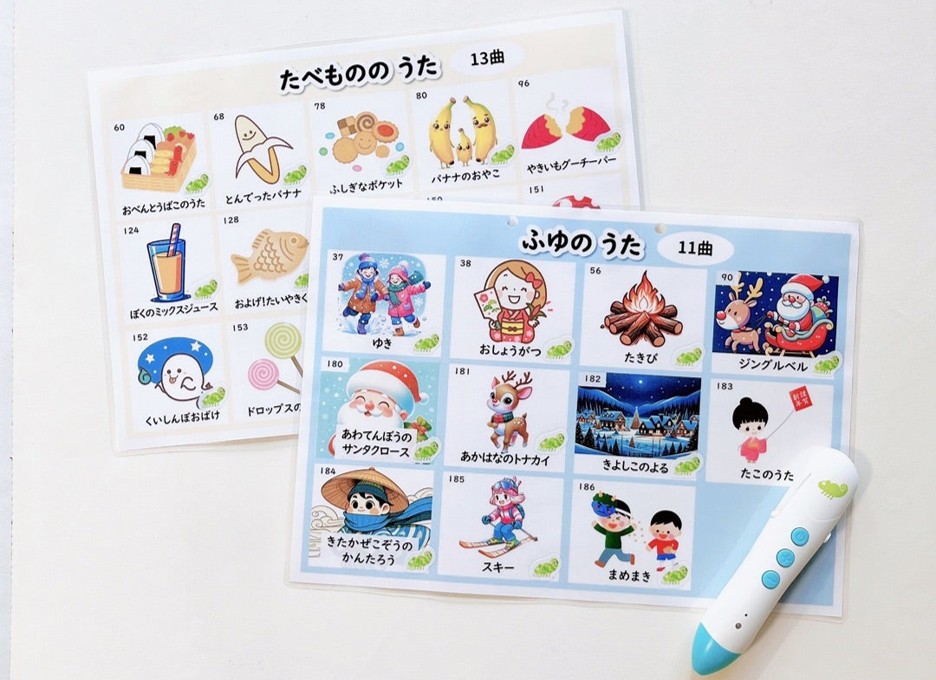 たべものの うた
13曲
60
おべんとうばこのうた
68
とんでったバナナ
78
ふしぎなポケット
80
バナナのおやこ
96
やきいもグーチーパー
124
ぼくのミックスジュース
128
およげ!たいやきく
151
152
くいしんぼおばけ
153
ドロップスの
ふゆの うた
11曲
37
ゆき
38
おしょうがつ
56
たきび
90
ジングルベル
180
あわてんぼうの
サンタクロース
181
あかはなのトナカイ
182
きよしこのよる
183
たこのうた
184
きたかぜこぞうの
かんたろう
185
スキー
186
まめまき